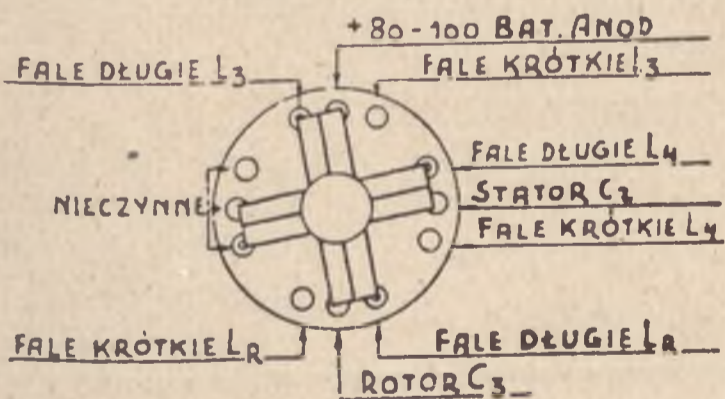 +80-100 BAT. ANOD
FALE DŁUGIE L3
FALE KRÓTKIE L3
FALE DŁUGIE L4
NIECZYNNE
STATOR C2
FALE KRÓTKIE L4
FALE KRÓTKIE LR
FALE DŁUGIE LR
ROTOR C3